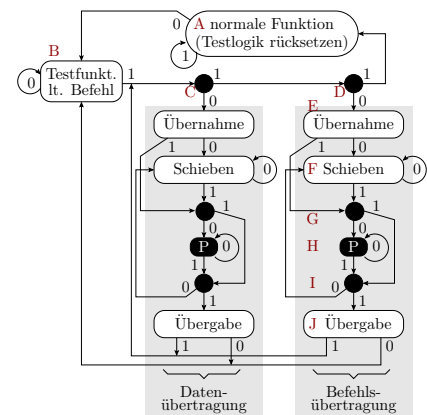 0
A normale Funktion
(Testlogik rücksetzen)
1
B
Testfunkt.
lt. Befehl
0
1
C
1
D
1
0
0
E
Übernahme
Übernahme
1
0
1
0
Schieben
0
F
Schieben
0
1
1
1
1
G
0
0
P
0
H
P
0
1
1
0
I
0
1
1
Übergabe
J
Übergabe
1
0
1
0
Daten-
übertragung
Befehls-
übertragung